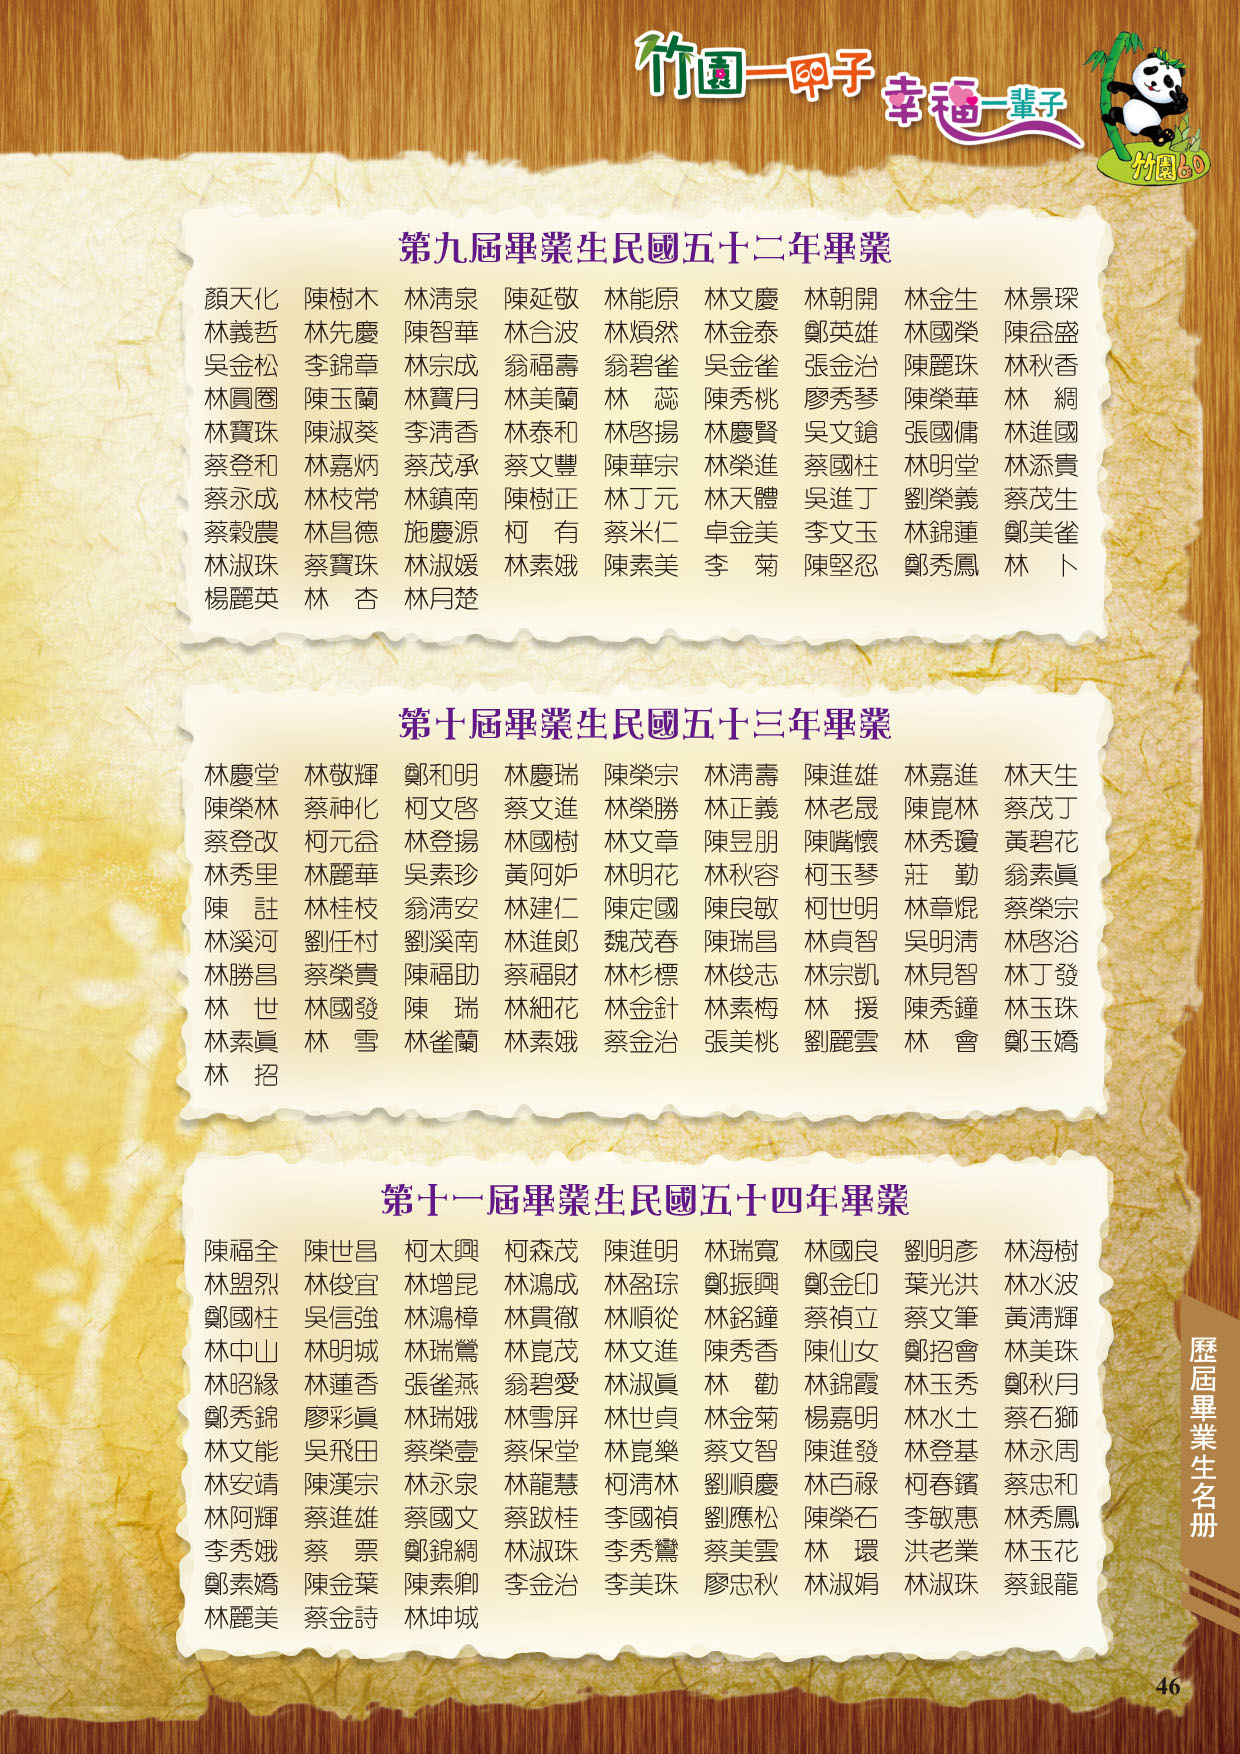 竹園一甲子
幸福一輩子
竹園60
第九屆畢業生民國五十二年畢業
顏天化 陳樹木 林淸泉 陳延敬 林能原 林文慶 林朝開 林金生 林景琛
林義哲 林先慶 陳智華 林合波 林煩然 林金泰 鄭英雄 林國榮 陳益盛
吳金松 李錦章 林宗成 翁福壽 翁碧雀 吳金雀 張金治 陳麗珠 林秋香
林圓圈 陳玉蘭 林寶月 林美蘭 林　蕊 陳秀桃 廖秀琴 陳榮華 林　綢
林寶珠 陳淑葵 李淸香 林泰和 林啓揚 林慶賢 吳文鎗 張國傭 林進國
蔡登和 林嘉炳 蔡茂承 蔡文豐 陳華宗 林榮進 蔡國柱 林明堂 林添貴
蔡永成 林枝常 林鎮南 陳樹正 林丁元 林天體 吳進丁 劉榮義 蔡茂生
蔡穀農 林昌德 施慶源 柯　有 蔡米仁 卓金美 李文玉 林錦蓮 鄭美雀
林淑珠 蔡寶珠 林淑媛 林素娥 陳素美 李　菊 陳堅忍 鄭秀鳳 林　卜
楊麗英 林　杏 林月楚
第十屆畢業生民國五十三年畢業
林慶堂 林敬輝 鄭和明 林慶瑞 陳榮宗 林淸壽 陳進雄 林嘉進 林天生
陳榮林 蔡神化 柯文啓 蔡文進 林榮勝 林正義 林老晟 陳崑林 蔡茂丁
蔡登改 柯元益 林登揚 林國樹 林文章 陳昱朋 陳嘴懷 林秀瓊 黃碧花
林秀里 林麗華 吳素珍 黃阿妒 林明花 林秋容 柯玉琴 莊　勤 翁素眞
陳　註 林桂枝 翁淸安 林建仁 陳定國 陳良敏 柯世明 林章焜 蔡榮宗
林溪河 劉任村 劉溪南 林進郞 魏茂春 陳瑞昌 林貞智 吳明淸 林啓浴
林勝昌 蔡榮貴 陳福助 蔡福財 林杉標 林俊志 林宗凱 林見智 林丁發
林　世 林國發 陳　瑞 林細花 林金針 林素梅 林　援 陳秀鐘 林玉珠
林素眞 林　雪 林雀蘭 林素娥 蔡金治 張美桃 劉麗雲 林　會 鄭玉嬌
林　招
第十一屆畢業生民國五十四年畢業
陳福全 陳世昌 柯太興 柯森茂 陳進明 林瑞寬 林國良 劉明彥 林海樹
林盟烈 林俊宜 林增昆 林鴻成 林盈琮 鄭振興 鄭金印 葉光洪 林水波
鄭國柱 吳信強 林鴻樟 林貫徹 林順從 林銘鐘 蔡禎立 蔡文筆 黃淸輝
林中山 林明城 林瑞鶯 林崑茂 林文進 陳秀香 陳仙女 鄭招會 林美珠
林昭緣 林蓮香 張雀燕 翁碧愛 林淑眞 林　勸 林錦霞 林玉秀 鄭秋月
鄭秀錦 廖彩眞 林瑞娥 林雪屏 林世貞 林金菊 楊嘉明 林水土 蔡石獅
林文能 吳飛田 蔡榮壹 蔡保堂 林崑樂 蔡文智 陳進發 林登基 林永周
林安靖 陳漢宗 林永泉 林龍慧 柯淸林 劉順慶 林百祿 柯春鑌 蔡忠和
林阿輝 蔡進雄 蔡國文 蔡跋桂 李國禎 劉應松 陳榮石 李敏惠 林秀鳳
李秀娥 蔡　票 鄭錦綢 林淑珠 李秀鸞 蔡美雲 林　環 洪老業 林玉花
鄭素嬌 陳金葉 陳素卿 李金治 李美珠 廖忠秋 林淑娟 林淑珠 蔡銀龍
林麗美 蔡金詩 林坤城
歷屆畢業生名册
46